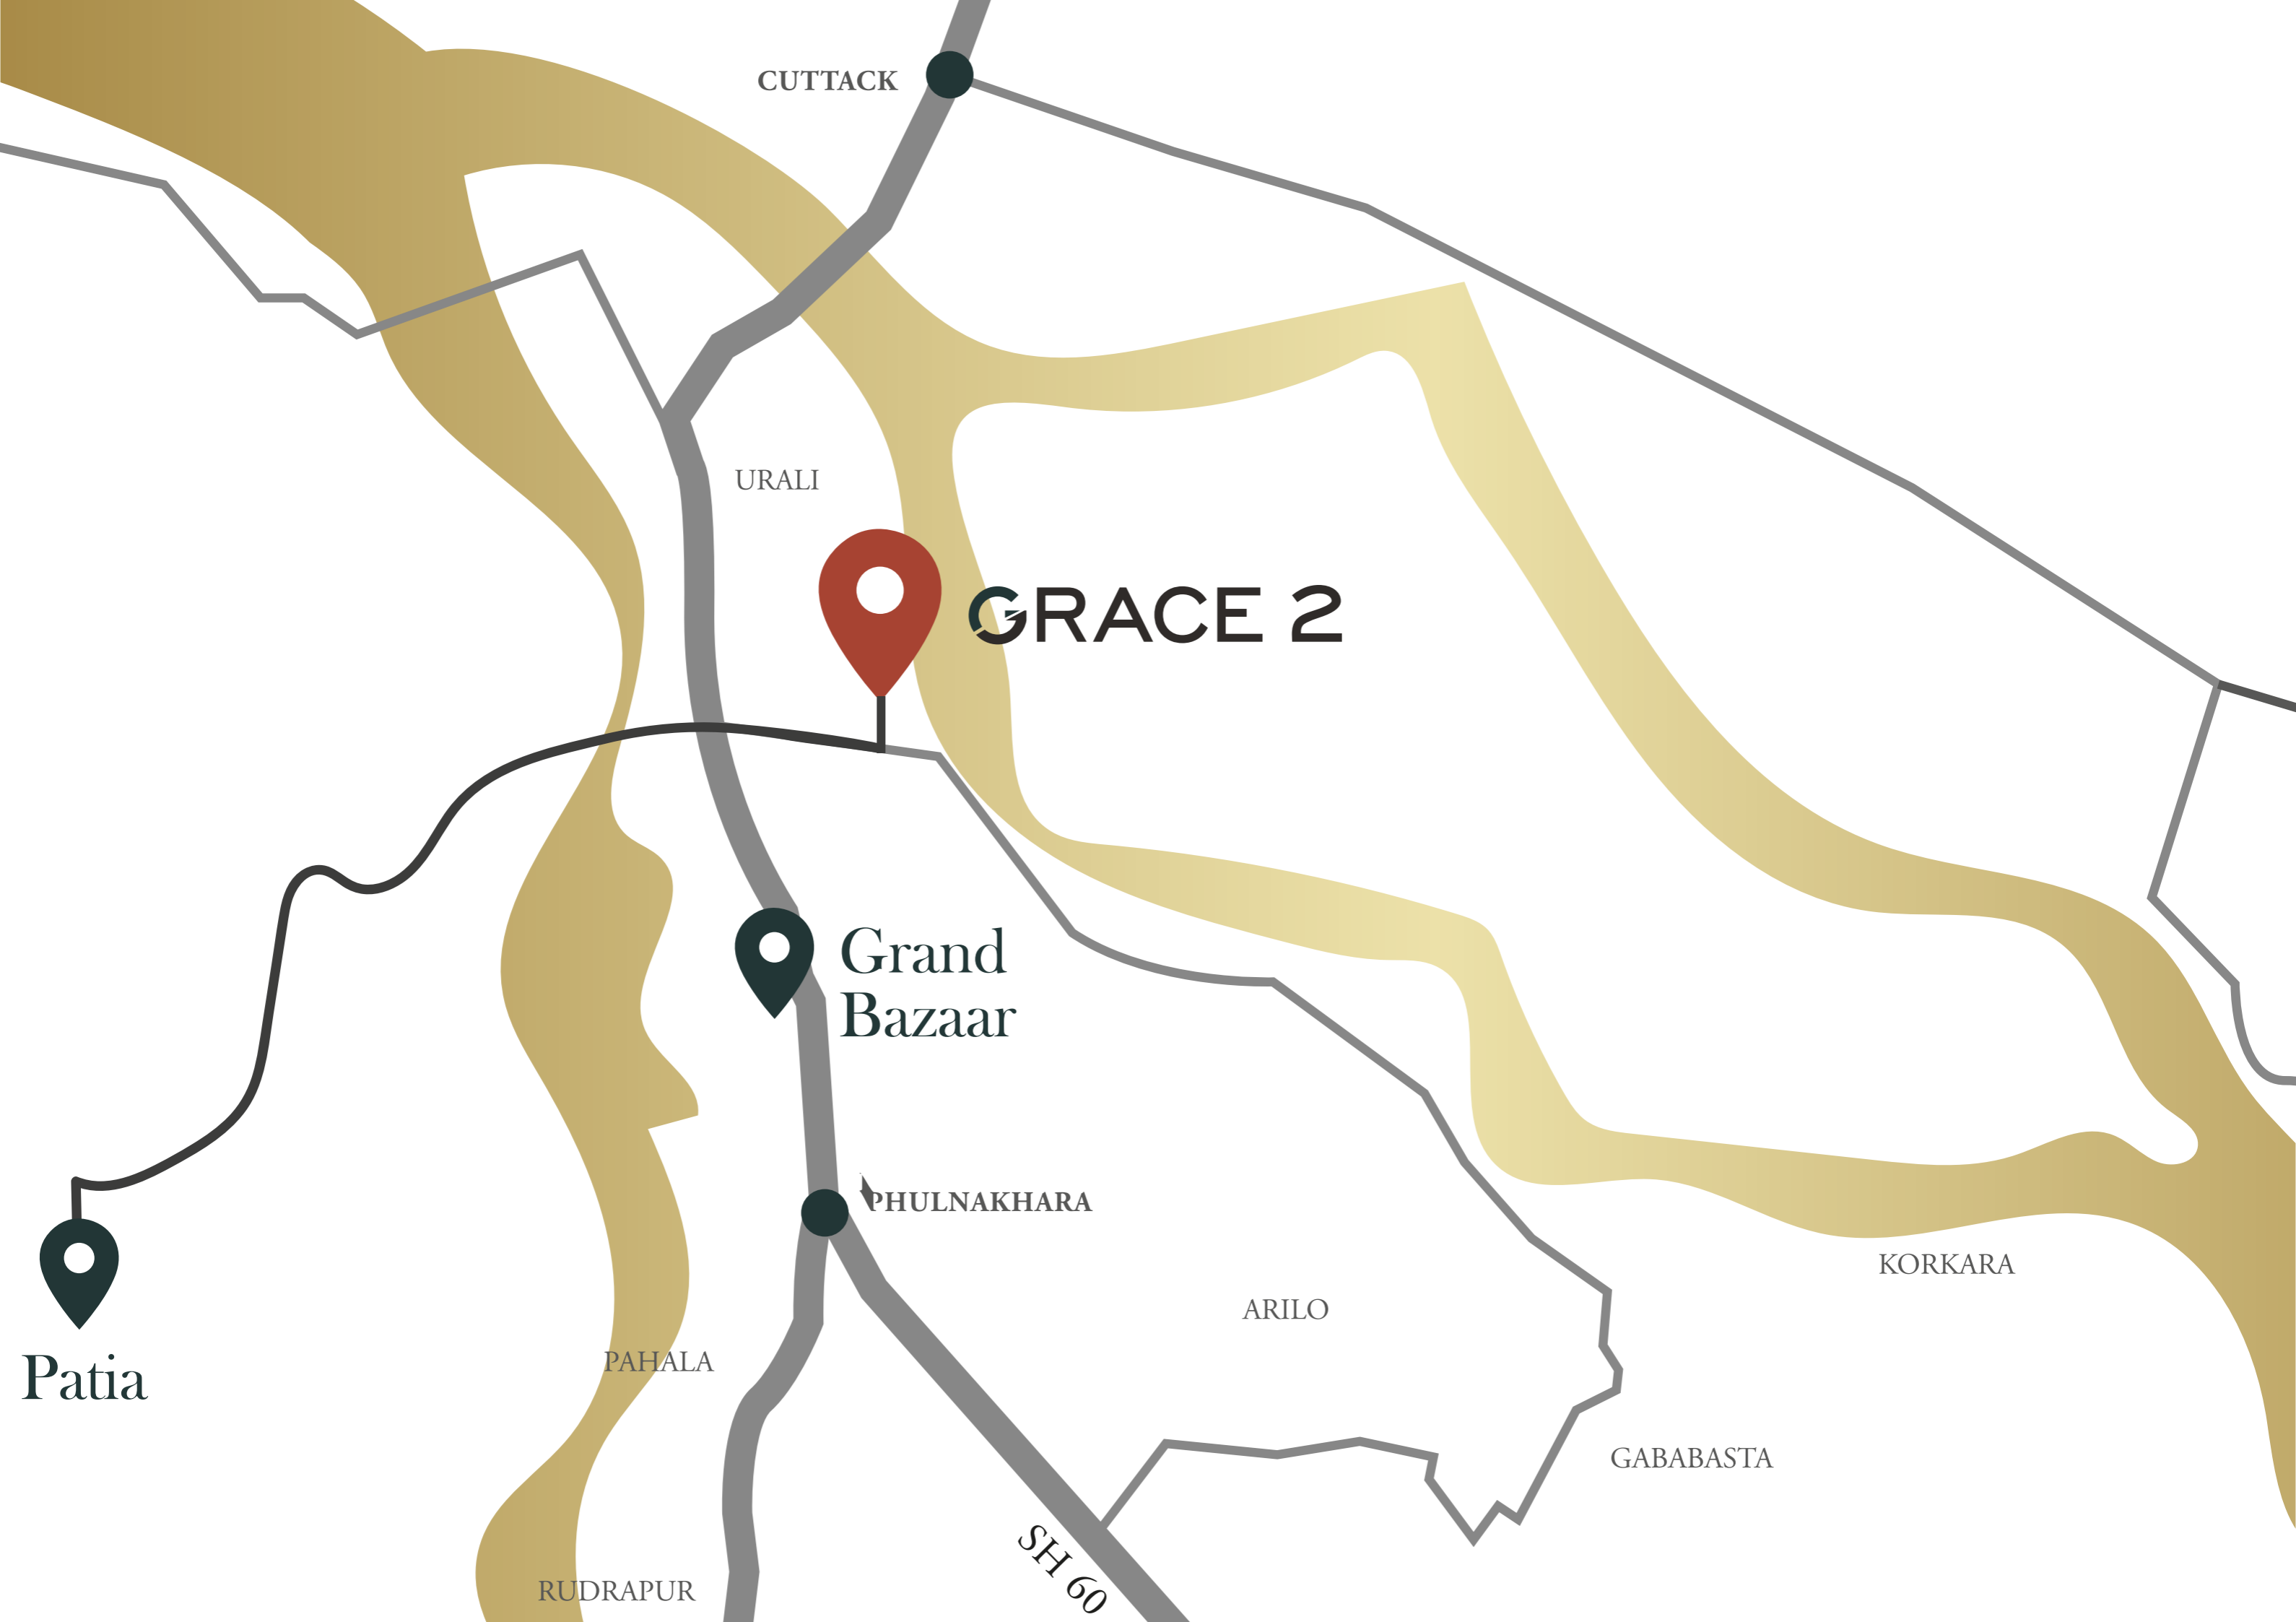 CUTTACK
URALI
GRACE 2
Grand
Bazaar
PHULNAKHARA
KORKARA
ARILO
PAHALA
Patia
GABABASTA
SH 60
RUDRAPUR